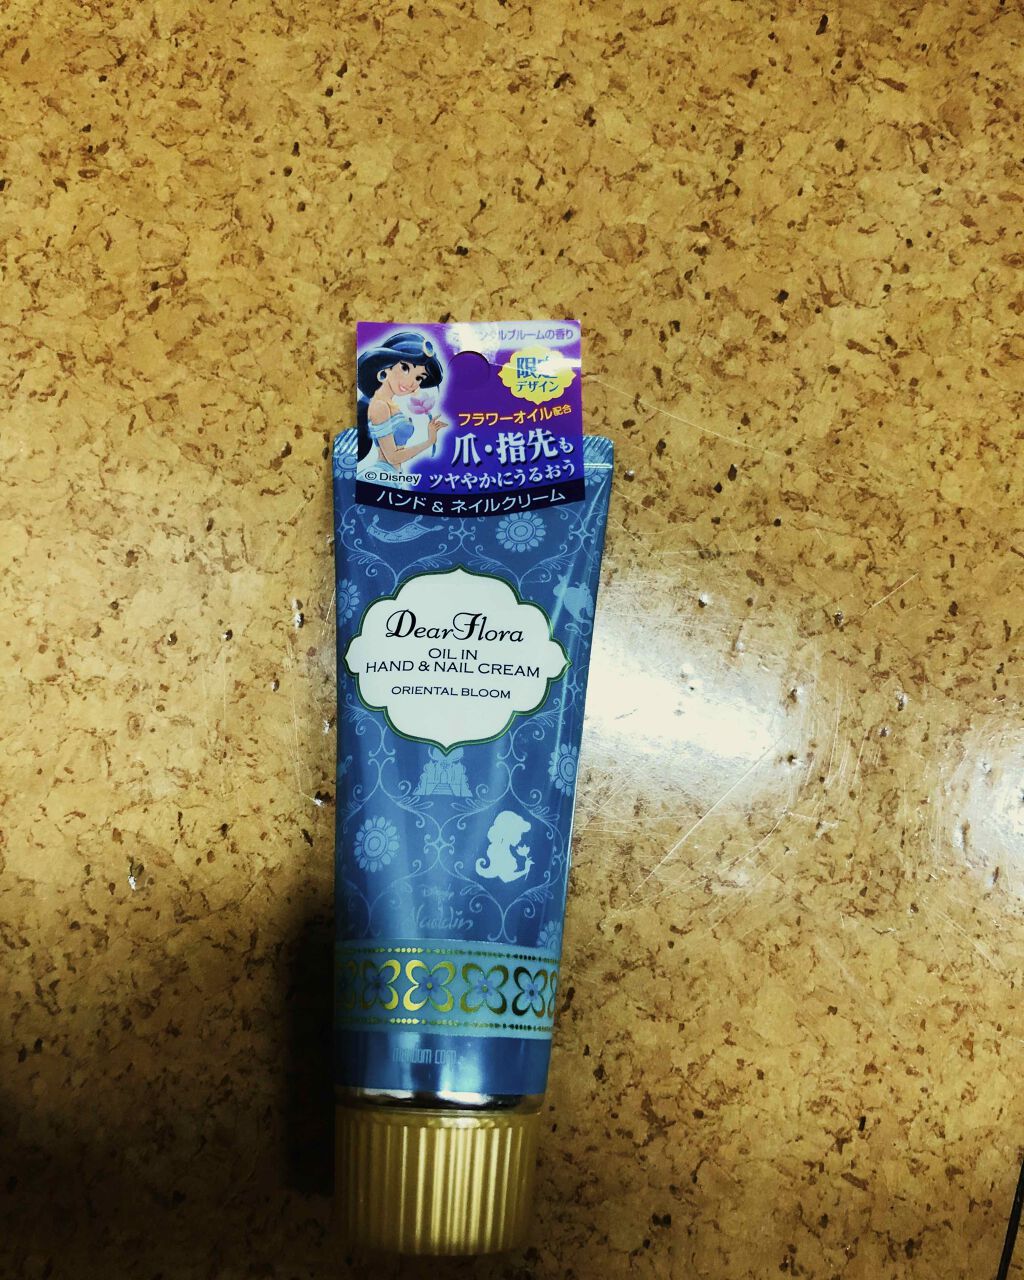 ルブルームの香り
限定
デザイン
フラワーオイル配合
爪・指先も
ツヤやかにうるおう
©Disney
ハンド & ネイルクリーム
Dear Flora
OIL IN
HAND & NAIL CREAM
ORIENTAL BLOOM
Disney
Aladdin
mandom corp.